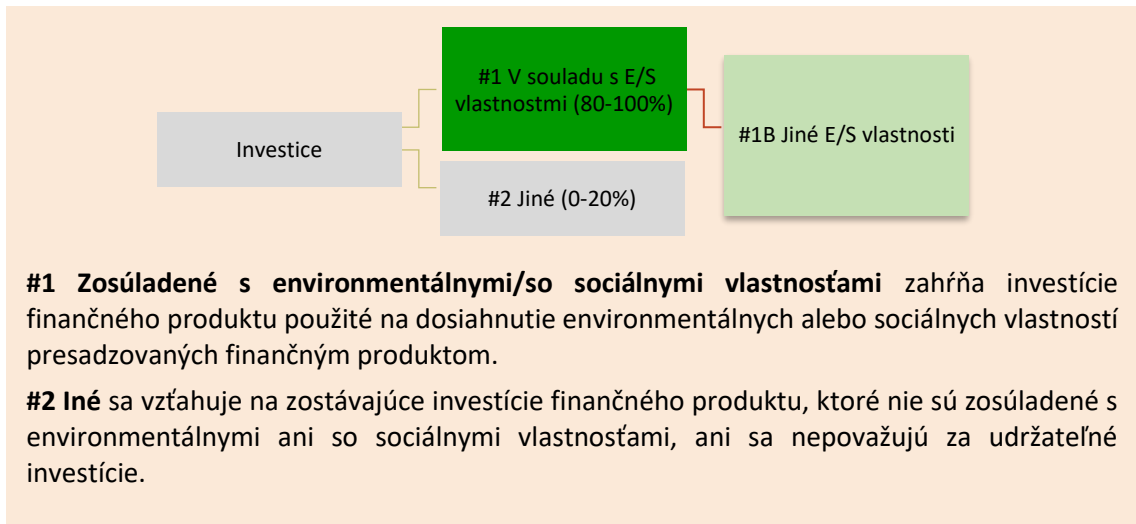 #1 V souladu s E/S
vlastnostmi (80-100%)
Investice
#1B Jiné E/S vlastnosti
#2 Jiné (0-20%)
#1 Zosúladené s environmentálnymi/so sociálnymi vlastnosťami zahŕňa investície
finančného produktu použité na dosiahnutie environmentálnych alebo sociálnych vlastností
presadzovaných finančným produktom.
#2 Iné sa vzťahuje na zostávajúce investície finančného produktu, ktoré nie sú zosúladené s
environmentálnymi ani so sociálnymi vlastnosťami, ani sa nepovažujú za udržateľné
investície.